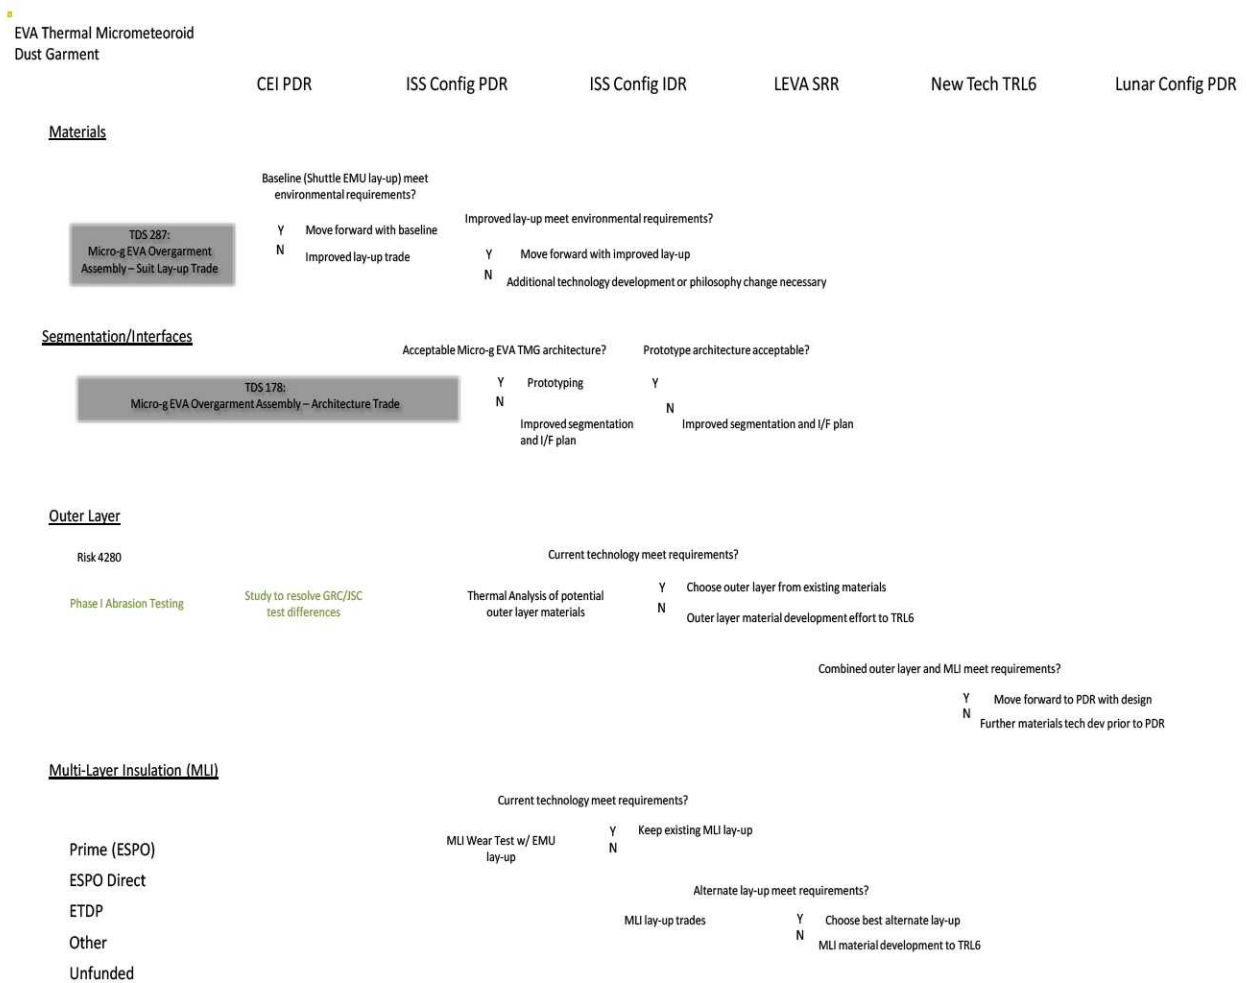 EVA Thermal Micrometeoroid
Dust Garment
CEI PDR
ISS Config PDR
ISS Config IDR
LEVA SRR
New Tech TRL6
Lunar Config PDR
Materials
Baseline (Shuttle EMU lay-up) meet
environmental requirements?
Y Move forward with baseline
N Improved lay-up trade
TDS 287:
Micro-g EVA Overgarment
Assembly – Suit Lay-up Trade
Improved lay-up meet environmental requirements?
Y Move forward with improved lay-up
N Additional technology development or philosophy change necessary
Segmentation/Interfaces
Acceptable Micro-g EVA TMG architecture?
Prototype architecture acceptable?
TDS 178:
Micro-g EVA Overgarment Assembly – Architecture Trade
Y Prototyping
N
Improved segmentation
and I/F plan
Y
N
Improved segmentation and I/F plan
Outer Layer
Risk 4280
Current technology meet requirements?
Phase I Abrasion Testing
Study to resolve GRC/JSC
test differences
Thermal Analysis of potential
outer layer materials
Y Choose outer layer from existing materials
N Outer layer material development effort to TRL6
Combined outer layer and MLI meet requirements?
Y Move forward to PDR with design
N Further materials tech dev prior to PDR
Multi-Layer Insulation (MLI)
Current technology meet requirements?
MLI Wear Test w/ EMU
lay-up
Y Keep existing MLI lay-up
N
Alternate lay-up meet requirements?
MLI lay-up trades
Y Choose best alternate lay-up
N MLI material development to TRL6
Prime (ESPO)
ESPO Direct
ETDP
Other
Unfunded